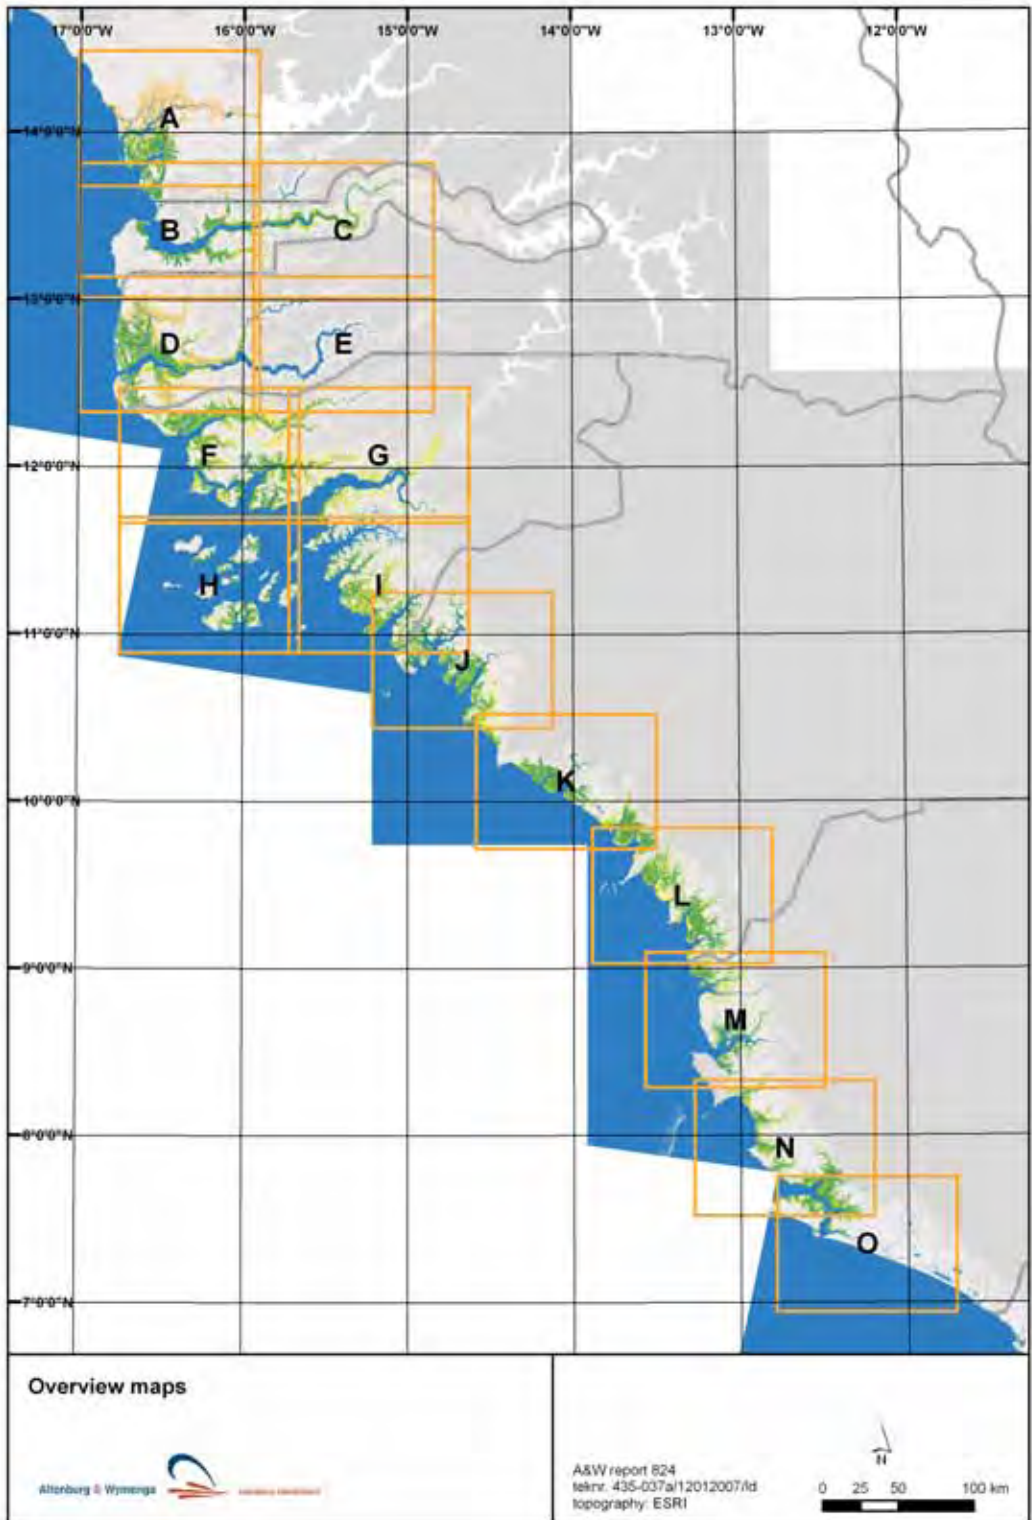 17°0'0"W 16°0'0"W 15°0'0"W 14°0'0"W 13°0'0"W 12°0'0"W
A
14°0'0"N
B C
13°0'0"N
D E
F G
12°0'0"N
H I
11°0'0"N
J
K
10°0'0"N
L
9°0'0"N
M
8°0'0"N
N
O
7°0'0"N
Overview maps
Altenburg & Wymenga
N
A&W report 824
teknr. 435-037a/12012007/ld
topography: ESRI
0 25 50 100 km